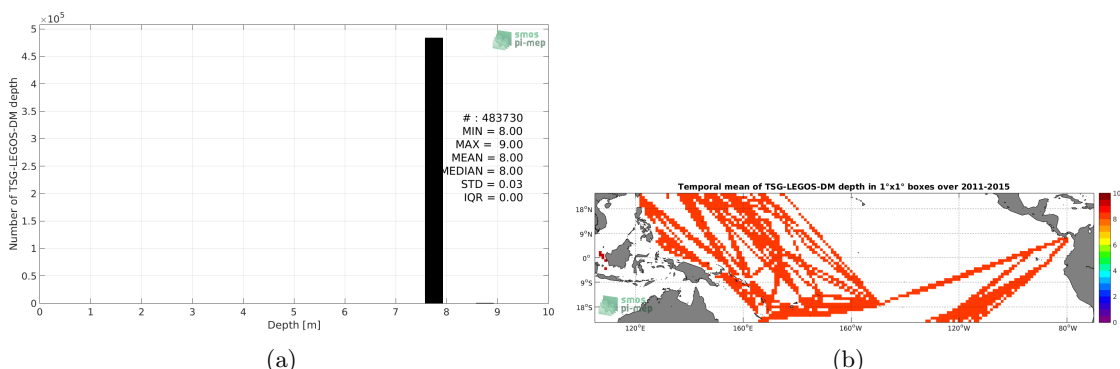 ×10⁵
5
4.5
4
3.5
3
2.5
2
1.5
1
0.5
0
Number of TSG-LEGOS-DM depth
0 1 2 3 4 5 6 7 8 9 10
Depth [m]
smos
pi-mep
# : 483730
MIN = 8.00
MAX = 9.00
MEAN = 8.00
MEDIAN = 8.00
STD = 0.03
IQR = 0.00
(a)
Temporal mean of TSG-LEGOS-DM depth in 1°x1° boxes over 2011-2015
18°N
9°N
0°
9°S
18°S
120°E 160°E 160°W 120°W 80°W
smos
pi-mep
10
8
6
4
2
0
(b)